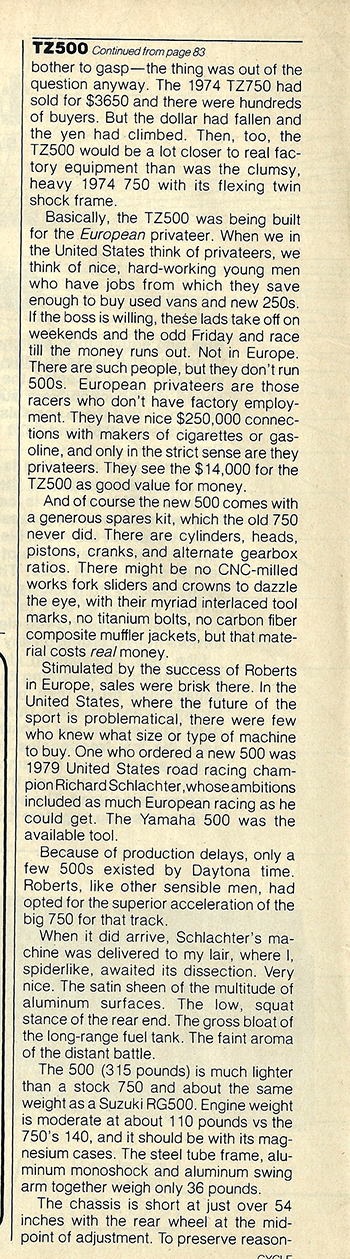 TZ500 Continued from page 83
bother to gasp—the thing was out of the
question anyway. The 1974 TZ750 had
sold for $3650 and there were hundreds
of buyers. But the dollar had fallen and
the yen had climbed. Then, too, the
TZ500 would be a lot closer to real fac-
tory equipment than was the clumsy,
heavy 1974 750 with its flexing twin
shock frame.
Basically, the TZ500 was being built
for the European privateer. When we in
the United States think of privateers, we
think of nice, hard-working young men
who have jobs from which they save
enough to buy used vans and new 250s.
If the boss is willing, these lads take off on
weekends and the odd Friday and race
till the money runs out. Not in Europe.
There are such people, but they don't run
500s. European privateers are those
racers who don't have factory employ-
ment. They have nice $250,000 connec-
tions with makers of cigarettes or gas-
oline, and only in the strict sense are they
privateers. They see the $14,000 for the
TZ500 as good value for money.
And of course the new 500 comes with
a generous spares kit, which the old 750
never did. There are cylinders, heads,
pistons, cranks, and alternate gearbox
ratios. There might be no CNC-milled
works fork sliders and crowns to dazzle
the eye, with their myriad interlaced tool
marks, no titanium bolts, no carbon fiber
composite muffler jackets, but that mate-
rial costs real money.
Stimulated by the success of Roberts
in Europe, sales were brisk there. In the
United States, where the future of the
sport is problematical, there were few
who knew what size or type of machine
to buy. One who ordered a new 500 was
1979 United States road racing cham-
pion Richard Schlachter, whose ambitions
included as much European racing as he
could get. The Yamaha 500 was the
available tool.
Because of production delays, only a
few 500s existed by Daytona time.
Roberts, like other sensible men, had
opted for the superior acceleration of the
big 750 for that track.
When it did arrive, Schlachter's ma-
chine was delivered to my lair, where I,
spiderlike, awaited its dissection. Very
nice. The satin sheen of the multitude of
aluminum surfaces. The low, squat
stance of the rear end. The gross bloat of
the long-range fuel tank. The faint aroma
of the distant battle.
The 500 (315 pounds) is much lighter
than a stock 750 and about the same
weight as a Suzuki RG500. Engine weight
is moderate at about 110 pounds vs the
750's 140, and it should be with its mag-
nesium cases. The steel tube frame, alu-
minum monoshock and aluminum swing
arm together weigh only 36 pounds.
The chassis is short at just over 54
inches with the rear wheel at the mid-
point of adjustment. To preserve reason-
CYCLE